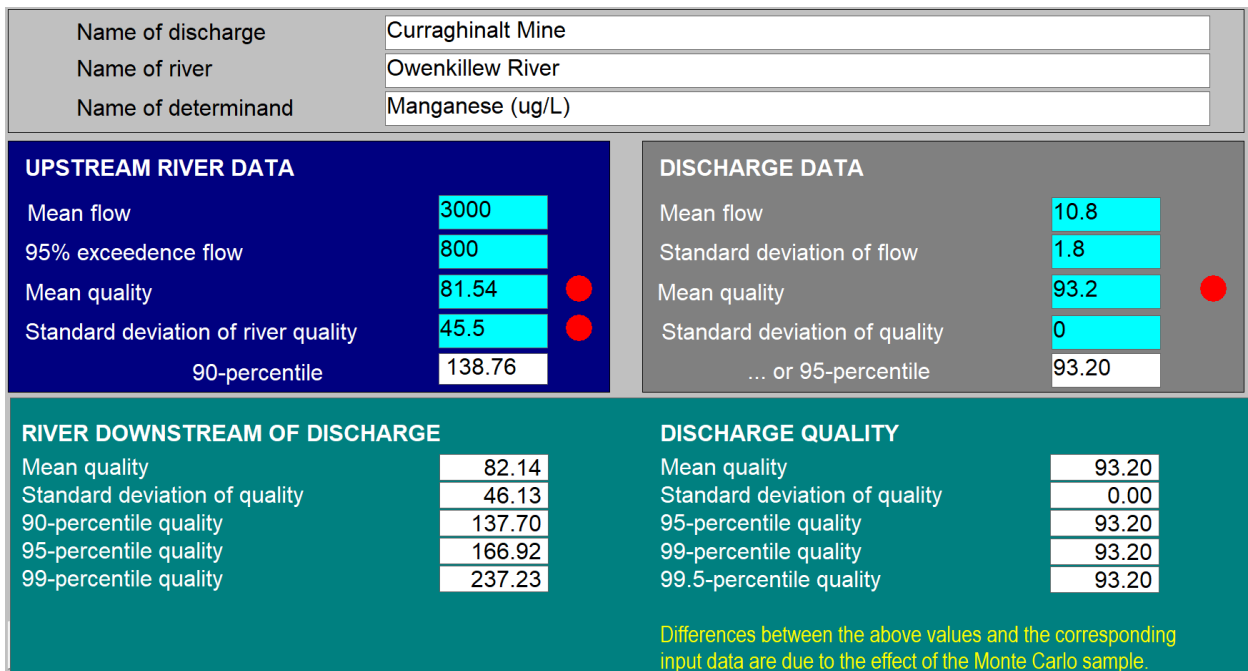 Name of discharge Curraghinalt Mine
Name of river Owenkillew River
Name of determinand Manganese (ug/L)
UPSTREAM RIVER DATA
Mean flow 3000
95% exceedence flow 800
Mean quality 81.54
Standard deviation of river quality 45.5
90-percentile 138.76
DISCHARGE DATA
Mean flow 10.8
Standard deviation of flow 1.8
Mean quality 93.2
Standard deviation of quality 0
... or 95-percentile 93.20
RIVER DOWNSTREAM OF DISCHARGE
Mean quality 82.14
Standard deviation of quality 46.13
90-percentile quality 137.70
95-percentile quality 166.92
99-percentile quality 237.23
DISCHARGE QUALITY
Mean quality 93.20
Standard deviation of quality 0.00
95-percentile quality 93.20
99-percentile quality 93.20
99.5-percentile quality 93.20
Differences between the above values and the corresponding
input data are due to the effect of the Monte Carlo sample.